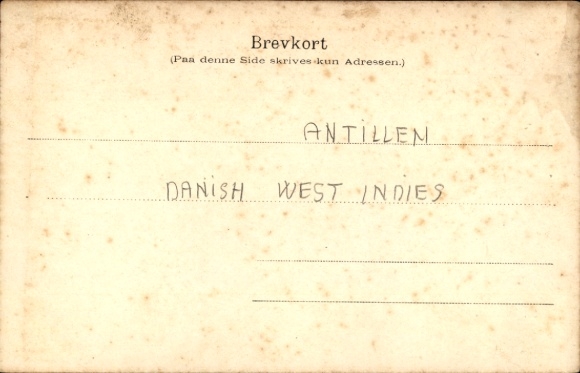 Brevkort
(Paa denne Side skrives kun Adressen.)
ANTILLEN
DANISH WEST INDIES